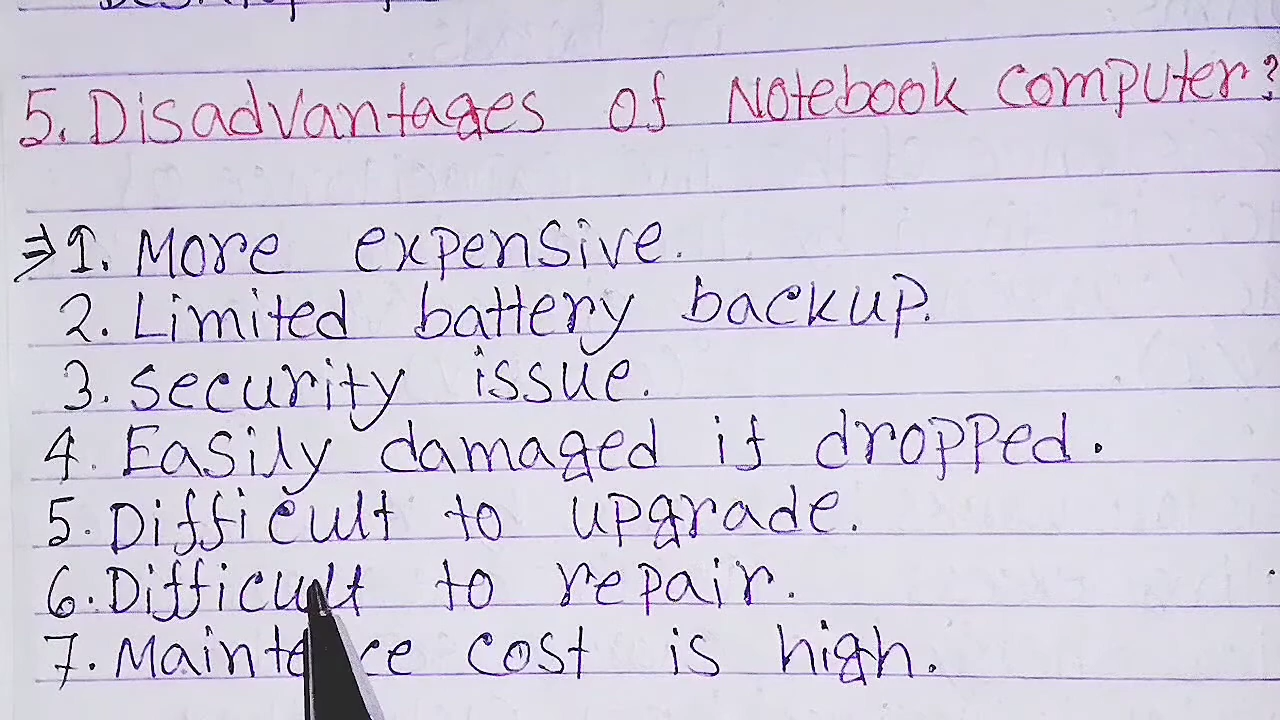 5. Disadvantages of Notebook computer?
⇒ 1. More expensive.
2. Limited battery backup.
3. security issue.
4. Easily damaged if dropped.
5. Difficult to upgrade.
6. Difficult to repair.
7. cost is high.